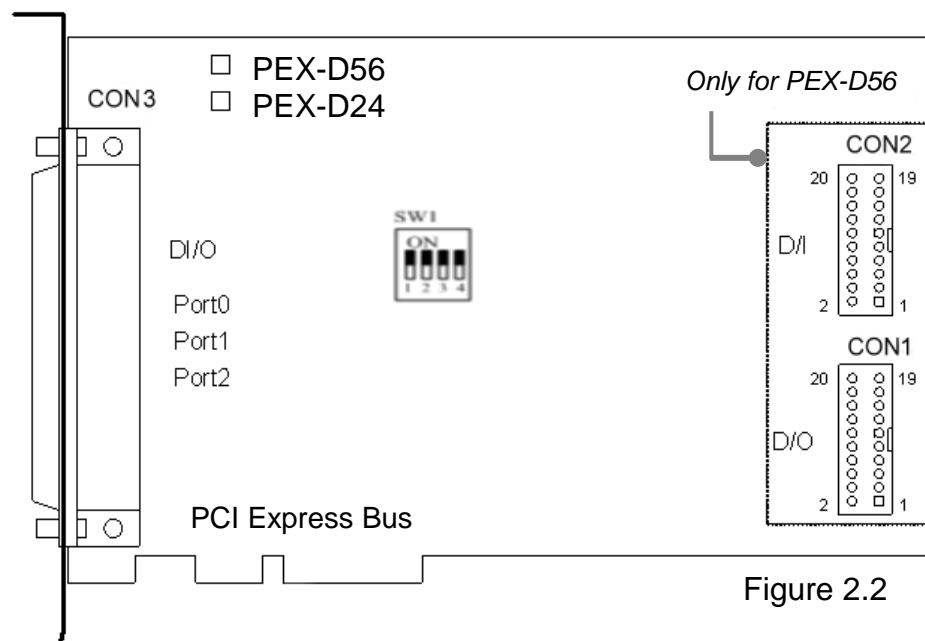 □ PEX-D56
□ PEX-D24
Only for PEX-D56
CON3
CON2
20 19
D/I
2 1
SW1
ON
1 2 3 4
DI/O
Port0
Port1
Port2
CON1
20 19
D/O
2 1
PCI Express Bus
Figure 2.2